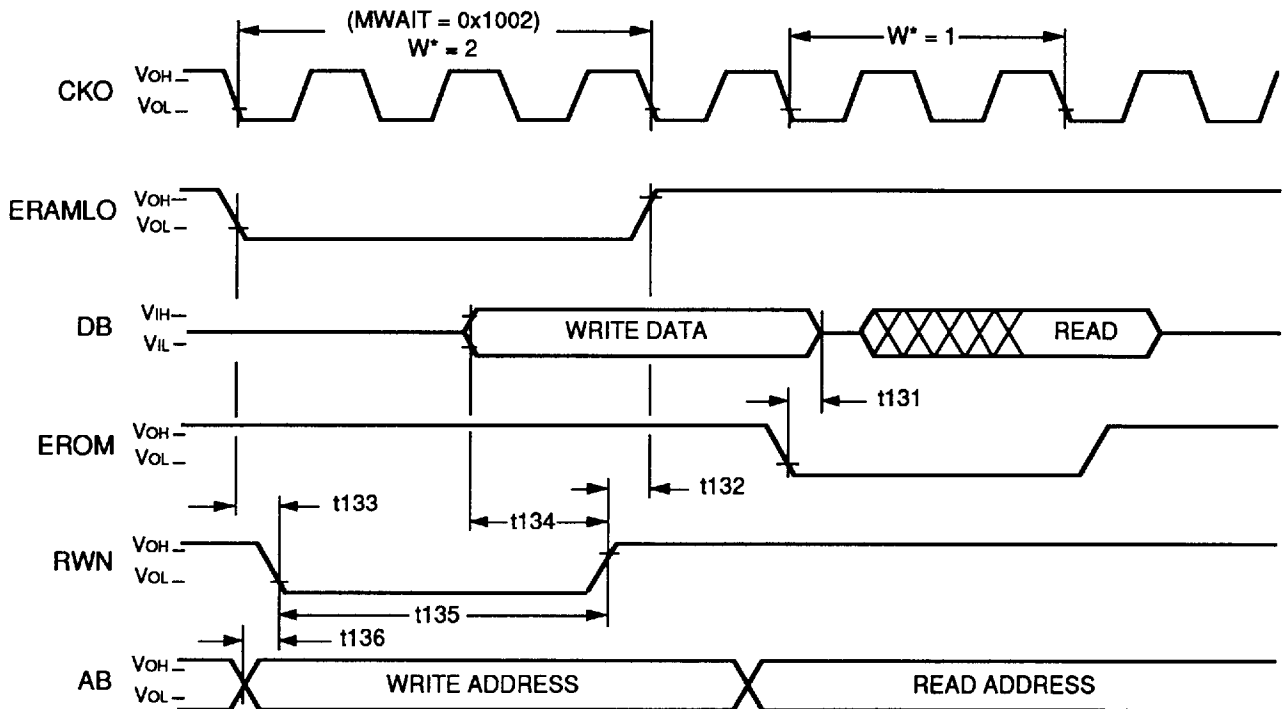 (MWAIT = 0x1002)
W* = 2
W* = 1
CKO
VOH
VOL
ERAMLO
VOH
VOL
DB
VIH
VIL
WRITE DATA
READ
t131
EROM
VOH
VOL
t132
t133
t134
RWN
VOH
VOL
t135
t136
AB
VOH
VOL
WRITE ADDRESS
READ ADDRESS